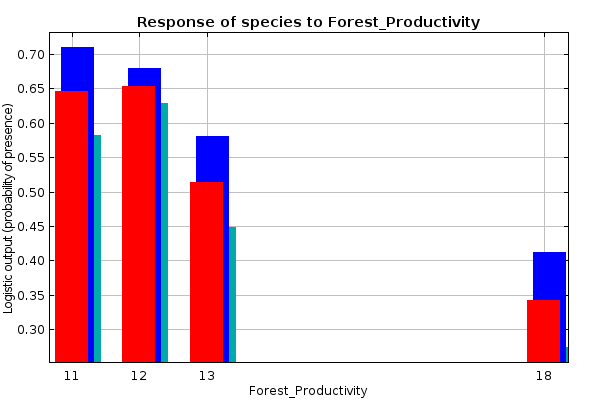 Response of species to Forest_Productivity
Logistic output (probability of presence)
0.70
0.65
0.60
0.55
0.50
0.45
0.40
0.35
0.30
11 12 13 18
Forest_Productivity